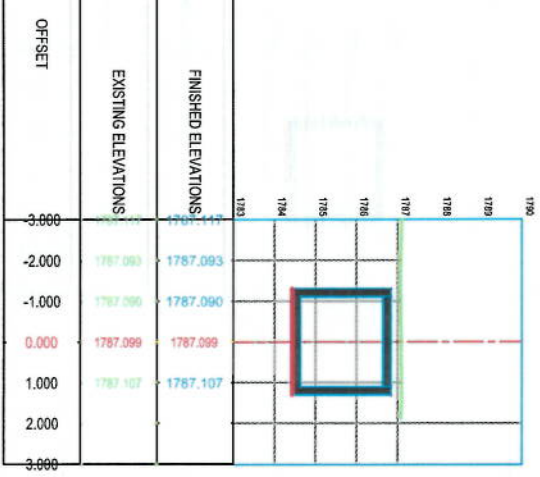 OFFSET EXISTING ELEVATIONS FINISHED ELEVATIONS
1783 1784 1785 1786 1787 1788 1789 1790
-3.000 1787.117 1787.117
-2.000 1787.093 1787.093
-1.000 1787.090 1787.090
0.000 1787.099 1787.099
1.000 1787.107 1787.107
2.000
3.000